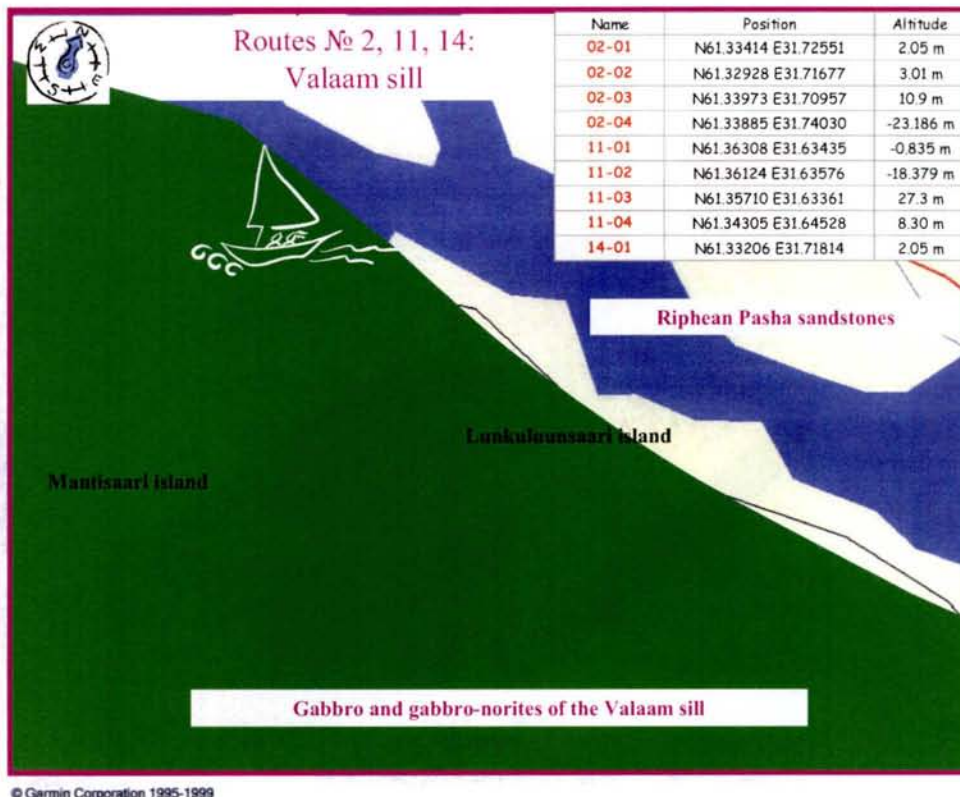 Routes № 2, 11, 14:
Valaam sill
Name Position Altitude
02-01 N61.33414 E31.72551 2.05 m
02-02 N61.32928 E31.71677 3.01 m
02-03 N61.33973 E31.70957 10.9 m
02-04 N61.33885 E31.74030 -23.186 m
11-01 N61.36308 E31.63435 -0.835 m
11-02 N61.36124 E31.63576 -18.379 m
11-03 N61.35710 E31.63361 27.3 m
11-04 N61.34305 E31.64528 8.30 m
14-01 N61.33206 E31.71814 2.05 m
Riphean Pasha sandstones
Lunkulunsaari island
Mantisaari island
Gabbro and gabbro-norites of the Valaam sill
© Garmin Corporation 1995-1999